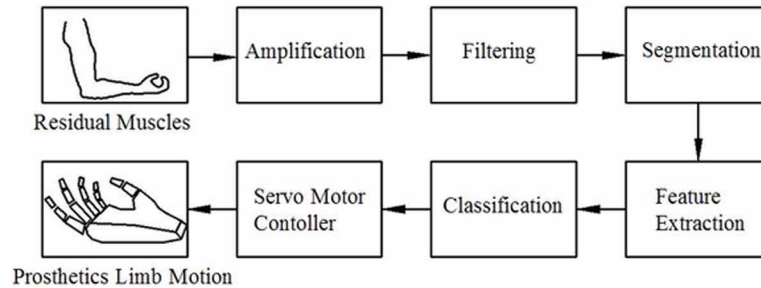 Amplification
Filtering
Segmentation
Residual Muscles
Servo Motor
Contoller
Classification
Feature
Extraction
Prosthetics Limb Motion